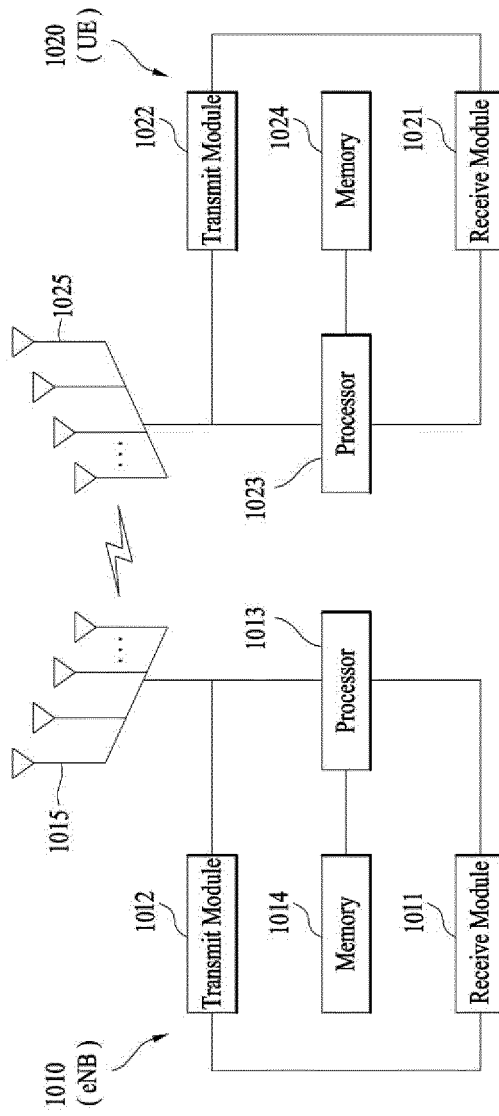 1010
( eNB )
1015
1012
Transmit Module
1014
Memory
1013
Processor
1011
Receive Module
1020
( UE )
1025
1022
Transmit Module
1024
Memory
1023
Processor
1021
Receive Module